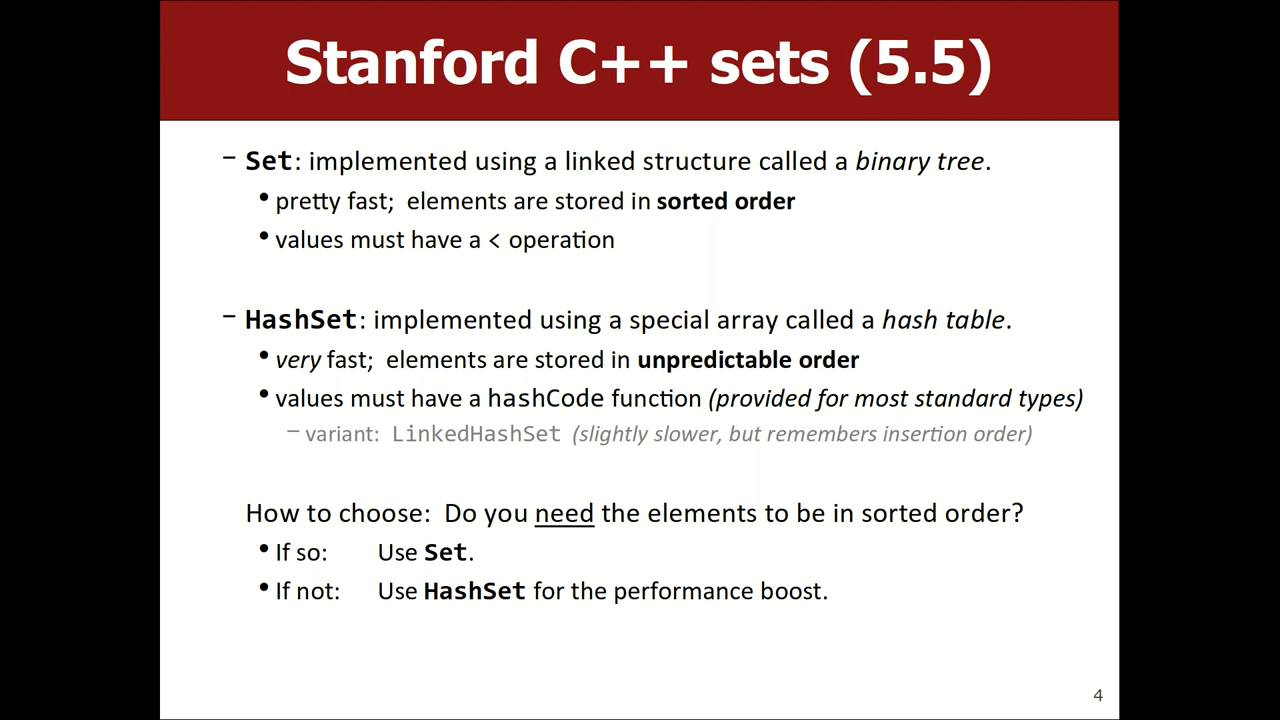 Stanford C++ sets (5.5)
– Set: implemented using a linked structure called a binary tree.
• pretty fast; elements are stored in sorted order
• values must have a < operation
– HashSet: implemented using a special array called a hash table.
• very fast; elements are stored in unpredictable order
• values must have a hashCode function (provided for most standard types)
– variant: LinkedHashSet (slightly slower, but remembers insertion order)
How to choose: Do you need the elements to be in sorted order?
• If so: Use Set.
• If not: Use HashSet for the performance boost.
4